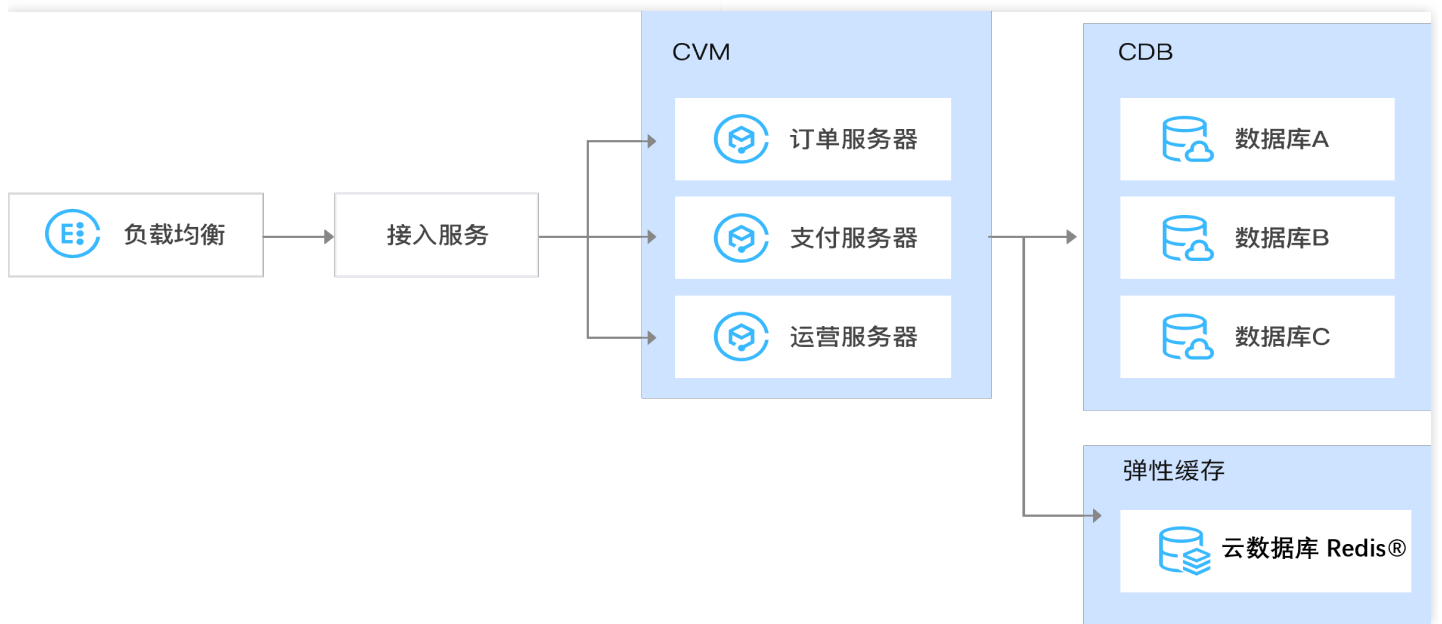 CVM
CDB
订单服务器
数据库A
负载均衡
接入服务
支付服务器
数据库B
运营服务器
数据库C
弹性缓存
云数据库 Redis®